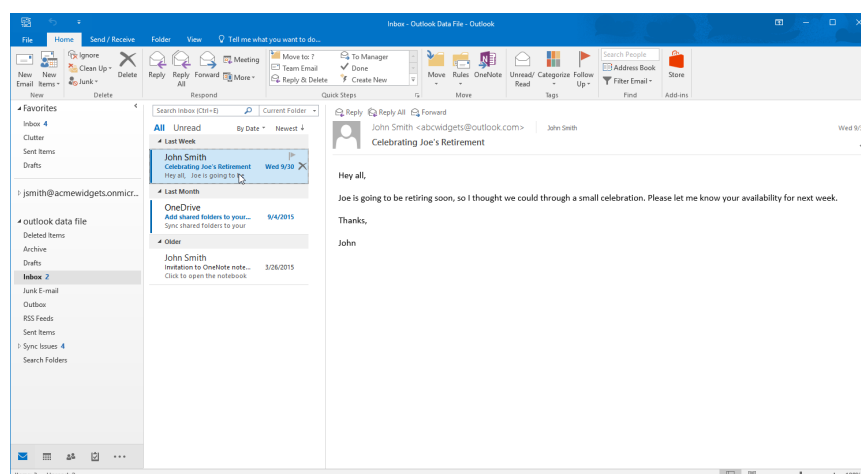 Inbox - Outlook Data File - Outlook
File Home Send / Receive Folder View Tell me what you want to do...
New Email
New Items
New
Ignore
Clean Up
Junk
Delete
Delete
Reply
Reply All
Forward
Meeting
More
Respond
Move to: ?
Team Email
Reply & Delete
To Manager
Done
Create New
Quick Steps
Move
Rules
OneNote
Move
Unread/ Read
Categorize
Follow Up
Tags
Search People
Address Book
Filter Email
Find
Store
Add-ins
Favorites
Inbox 4
Clutter
Sent Items
Drafts
jsmith@acmewidgets.onmicr...
outlook data file
Deleted Items
Archive
Drafts
Inbox 2
Junk E-mail
Outbox
RSS Feeds
Sent Items
Sync Issues 4
Search Folders
Search Inbox (Ctrl+E) Current Folder
All Unread By Date Newest
Last Week
John Smith
Celebrating Joe's Retirement Wed 9/30
Hey all, Joe is going to
Last Month
OneDrive
Add shared folders to your... 9/4/2015
Sync shared folders to your
Older
John Smith
Invitation to OneNote note... 3/26/2015
Click to open the notebook
Reply Reply All Forward
John Smith <abcwidgets@outlook.com> John Smith
Wed 9/
Celebrating Joe's Retirement
Hey all,
Joe is going to be retiring soon, so I thought we could through a small celebration. Please let me know your availability for next week.
Thanks,
John